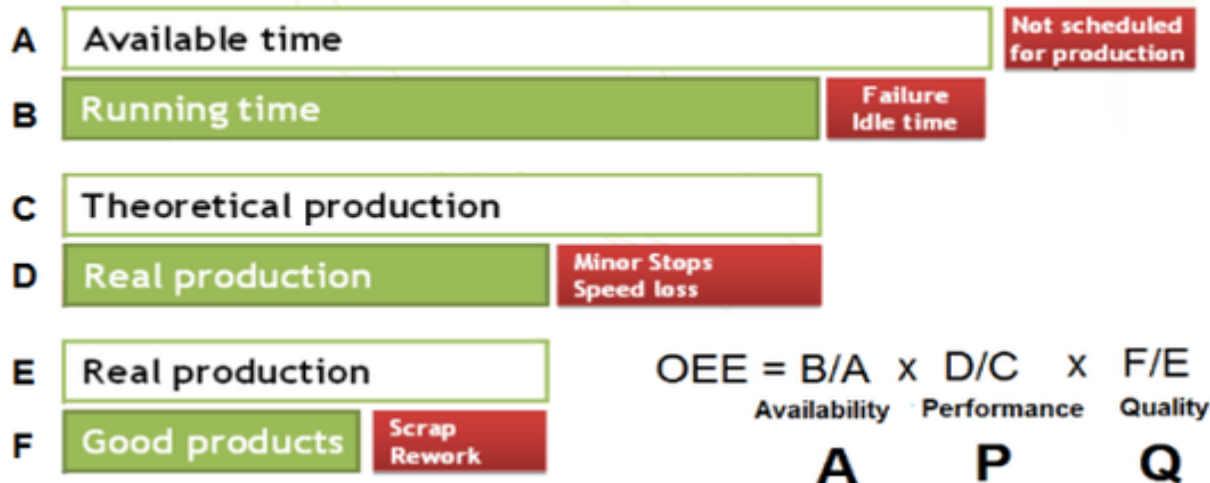 A Available time Not scheduled
for production
B Running time Failure
Idle time
C Theoretical production
D Real production Minor Stops
Speed loss
E Real production
OEE = B/A x D/C x F/E
Availability Performance Quality
F Good products Scrap
Rework
A P Q